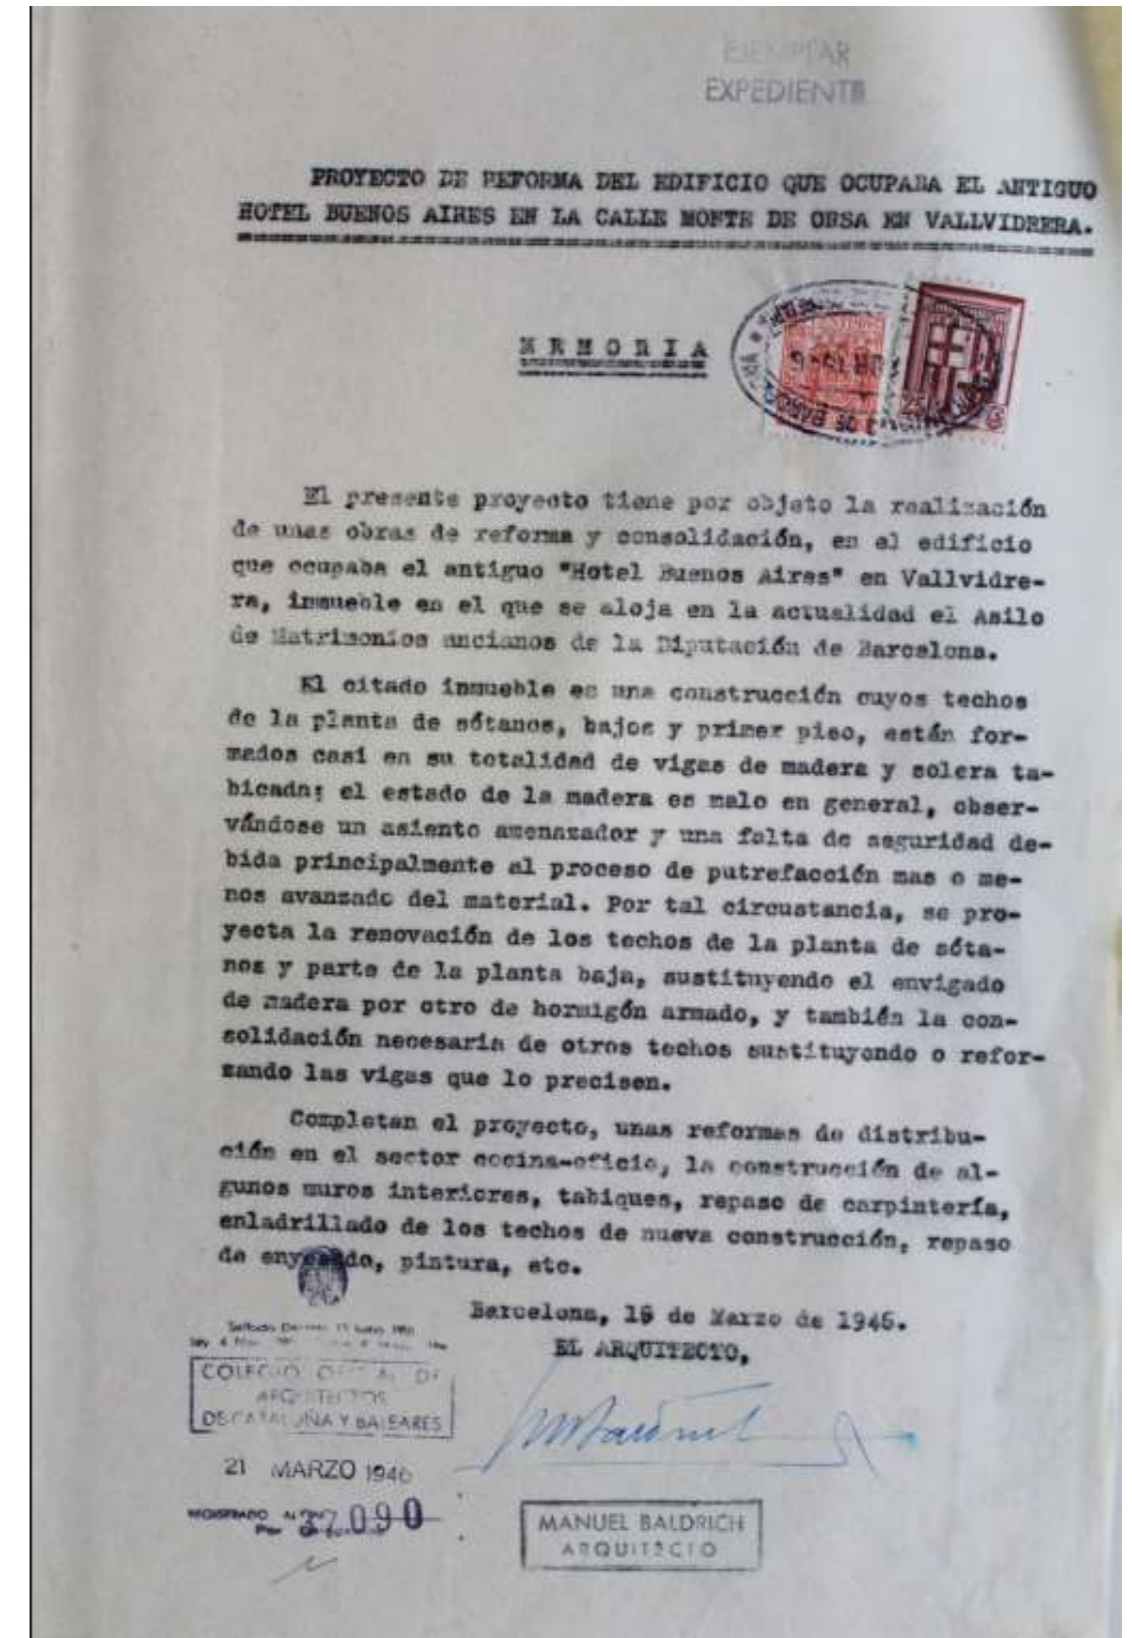 EJEMPLAR
EXPEDIENTE
PROYECTO DE REFORMA DEL EDIFICIO QUE OCUPABA EL ANTIGUO
HOTEL BUENOS AIRES EN LA CALLE MONTE DE ORSA EN VALLVIDRERA.
MEMORIA
El presente proyecto tiene por objeto la realización
de unas obras de reforma y consolidación, en el edificio
que ocupaba el antiguo "Hotel Buenos Aires" en Vallvidre-
ra, inmueble en el que se aloja en la actualidad el Asilo
de Matrimonios ancianos de la Diputación de Barcelona.
El citado inmueble es una construcción cuyos techos
de la planta de sótanos, bajos y primer piso, están for-
mados casi en su totalidad de vigas de madera y solera ta-
bicada; el estado de la madera es malo en general, obser-
vándose un asiento amenazador y una falta de seguridad de-
bida principalmente al proceso de putrefacción mas o me-
nos avanzado del material. Por tal circustancia, se pro-
yecta la renovación de los techos de la planta de sóta-
nos y parte de la planta baja, sustituyendo el envigado
de madera por otro de hormigón armado, y también la con-
solidación necesaria de otros techos sustituyendo o refor-
zando las vigas que lo precisen.
Completan el proyecto, unas reformas de distribu-
ción en el sector cocina-oficio, la construcción de al-
gunos muros interiores, tabiques, repaso de carpintería,
enladrillado de los techos de nueva construcción, repaso
de enyesado, pintura, etc.
Barcelona, 15 de Marzo de 1946.
EL ARQUITECTO,
COLEGIO OFICIAL DE
ARQUITECTOS
DE CATALUÑA Y BALEARES
21 MARZO 1946
REGISTRADO
090
MANUEL BALDRICH
ARQUITECTO